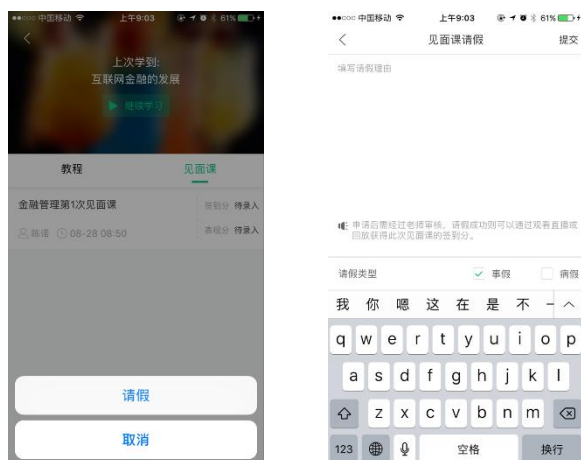 中国移动 上午9:03 61%
上次学到:
互联网金融的发展
继续学习
教程 见面课
金融管理第1次见面课
签到分 待录入
陈诺 08-28 08:50
表现分 待录入
请假
取消
中国移动 上午9:03 61%
见面课请假 提交
填写请假理由
申请后需经过老师审核，请假成功则可以通过观看直播或
回放获得此次见面课的签到分。
请假类型 事假 病假
我 你 嗯 这 在 是 不 一
q w e r t y u i o p
a s d f g h j k l
z x c v b n m
123 空格 换行